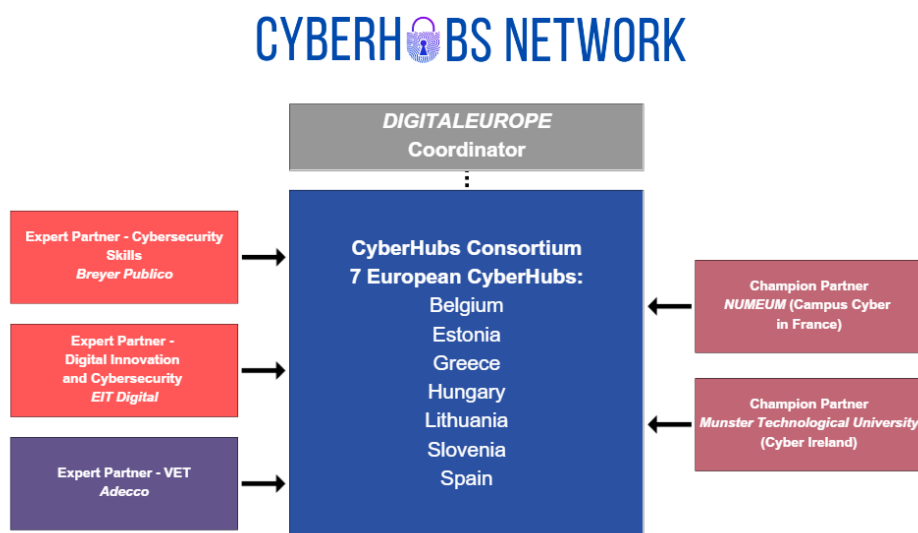 CYBERHUBS NETWORK
DIGITALEUROPE
Coordinator
Expert Partner - Cybersecurity
Skills
Breyer Publico
Expert Partner -
Digital Innovation
and Cybersecurity
EIT Digital
Expert Partner - VET
Adecco
CyberHubs Consortium
7 European CyberHubs:
Belgium
Estonia
Greece
Hungary
Lithuania
Slovenia
Spain
Champion Partner
NUMEUM (Campus Cyber
in France)
Champion Partner
Munster Technological University
(Cyber Ireland)